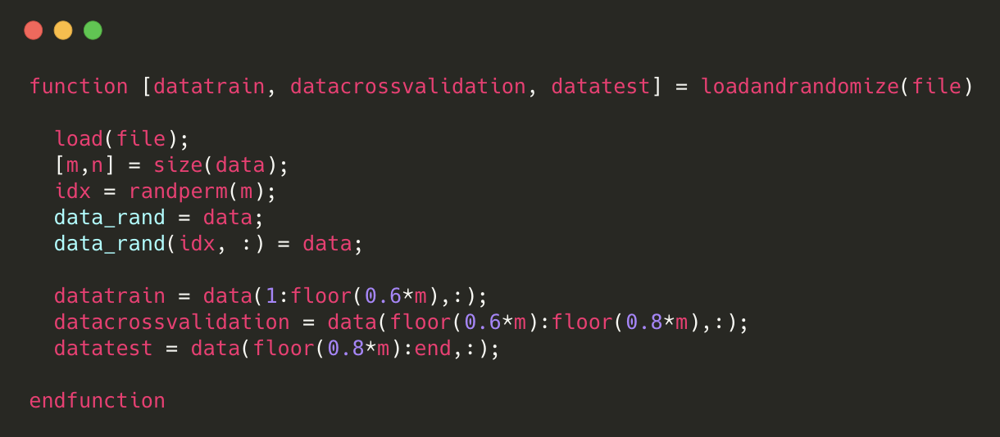 function [datatrain, datacrossvalidation, datatest] = loadandrandomize(file)
load(file);
[m,n] = size(data);
idx = randperm(m);
data_rand = data;
data_rand(idx, :) = data;
datatrain = data(1:floor(0.6*m),:);
datacrossvalidation = data(floor(0.6*m):floor(0.8*m),:);
datatest = data(floor(0.8*m):end,:);
endfunction